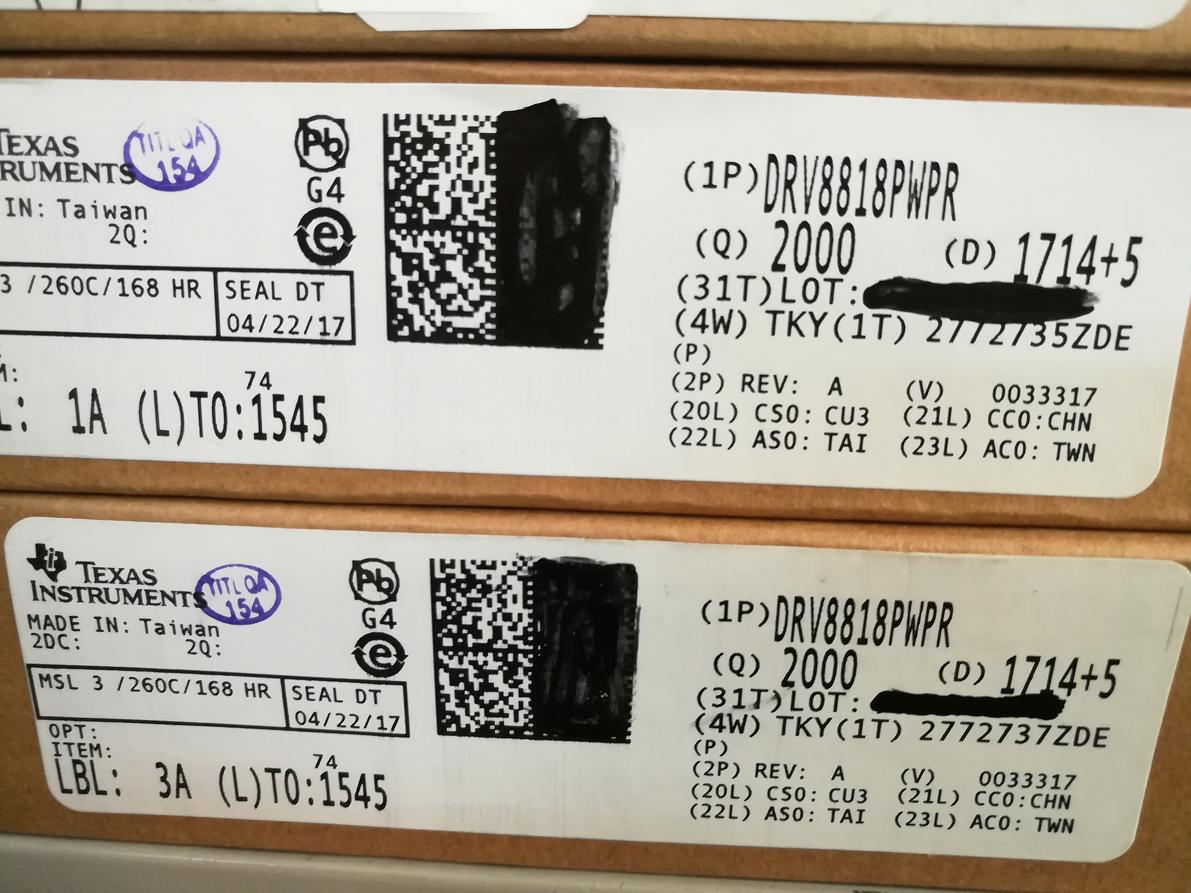 TEXAS
RUMENTS
TITL QA
154
Pb
G4
e
IN: Taiwan
2Q:
3 /260C/168 HR
SEAL DT
04/22/17
M:
74
L: 1A (L)TO:1545
(1P)DRV8818PWPR
(Q) 2000 (D) 1714+5
(31T)LOT:
(4W) TKY(1T) 2772735ZDE
(P)
(2P) REV: A (V) 0033317
(20L) CSO: CU3 (21L) CCO:CHN
(22L) ASO: TAI (23L) ACO: TWN
TEXAS
INSTRUMENTS
TITL QA
154
Pb
G4
e
MADE IN: Taiwan
2DC: 2Q:
MSL 3 /260C/168 HR
SEAL DT
04/22/17
OPT:
ITEM:
74
LBL: 3A (L)TO:1545
(1P)DRV8818PWPR
(Q) 2000 (D) 1714+5
(31T)LOT:
(4W) TKY(1T) 2772737ZDE
(P)
(2P) REV: A (V) 0033317
(20L) CSO: CU3 (21L) CCO:CHN
(22L) ASO: TAI (23L) ACO: TWN